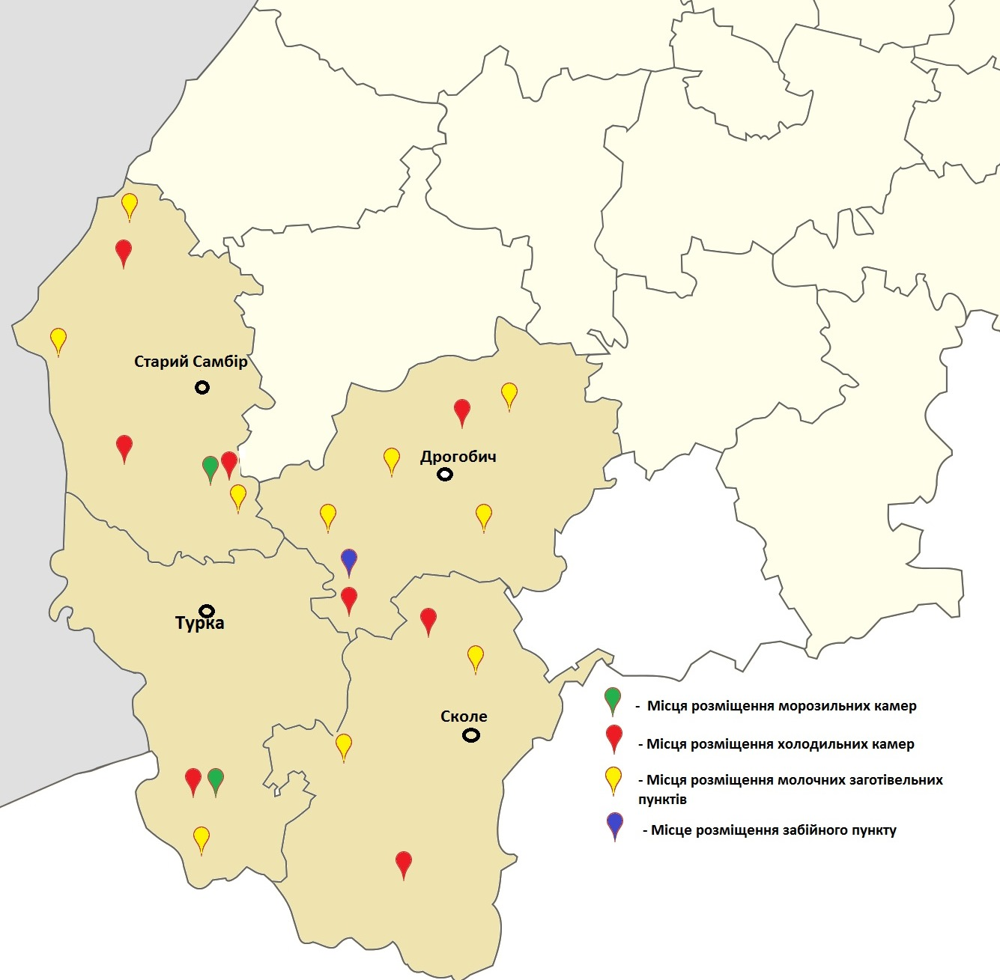 Старий Самбір
Дрогобич
Турка
Сколе
- Місця розміщення морозильних камер
- Місця розміщення холодильних камер
- Місця розміщення молочних заготівельних
пунктів
- Місце розміщення забійного пункту